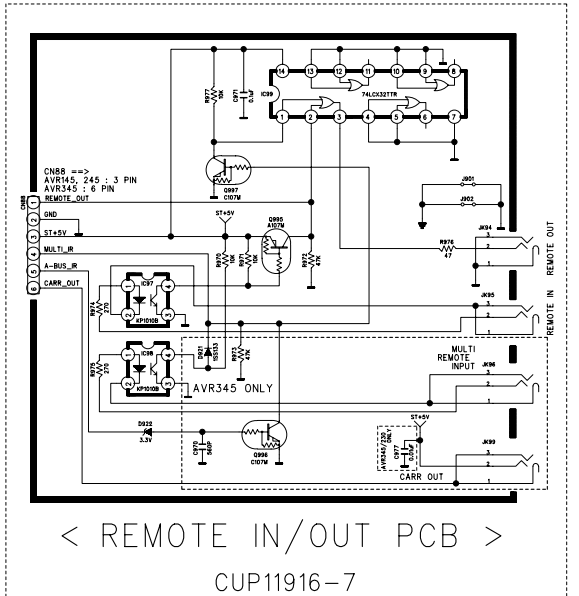 14 13 12 11 10 9 8
R977 10K
C971 0.1uF
IC99
74LCX32TTR
1 2 3 4 5 6 7
CN88 ==>
AVR145, 245 : 3 PIN
AVR345 : 6 PIN
Q997
C107M
CN88
1 REMOTE_OUT
2 GND
3 ST+5V
4 MULTI_IR
5 A-BUS_IR
6 CARR_OUT
ST+5V
Q995
A107M
J901
J902
R970 10K
R971 10K
R972 47K
R976
47
JK94
3
2
1
REMOTE OUT
IC97
1 4
2 3
KP1010B
R974 270
JK95
3
2
1
REMOTE IN
IC98
1 4
2 3
KP1010B
R975 270
D921 1SS133
R973 47K
MULTI
REMOTE
INPUT
JK96
3
2
1
AVR345 ONLY
D922
3.3V
C970 560P
Q996
C107M
ST+5V
AVR345/230 ONLY
C977 0.01uF
JK99
3
2
1
CARR OUT
< REMOTE IN/OUT PCB >
CUP11916-7